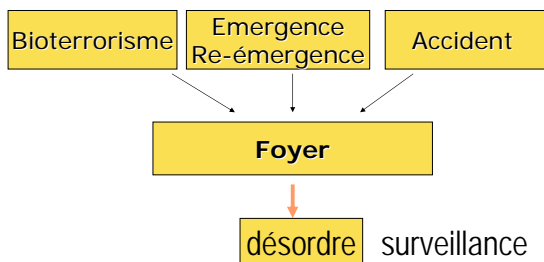 Bioterrorisme
Emergence
Re-émergence
Accident
Foyer
désordre surveillance